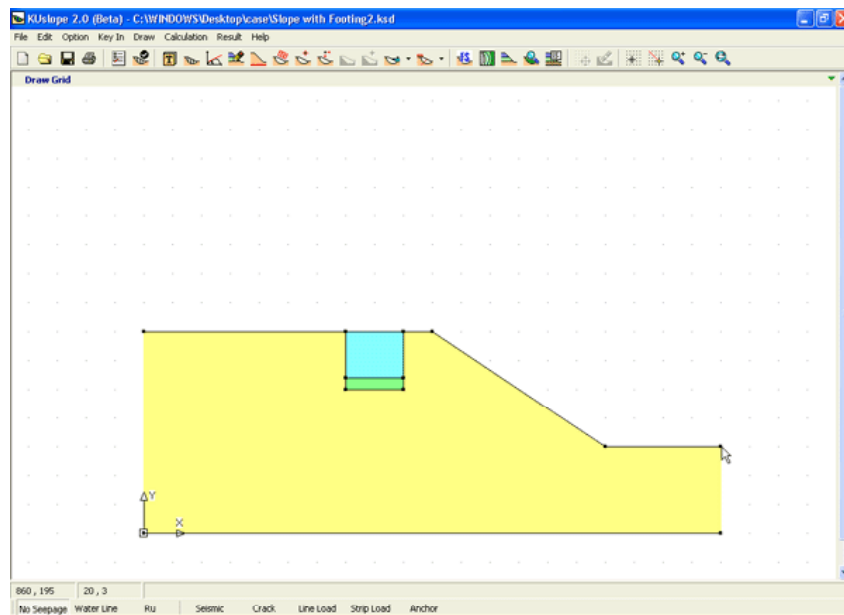 KUslope 2.0 (Beta) - C:\WINDOWS\Desktop\case\Slope with Footing2.ksd
File Edit Option Key In Draw Calculation Result Help
T
Draw Grid
Y
X
860 , 195 20 , 3
No Seepage Water Line Ru Seismic Crack Line Load Strip Load Anchor